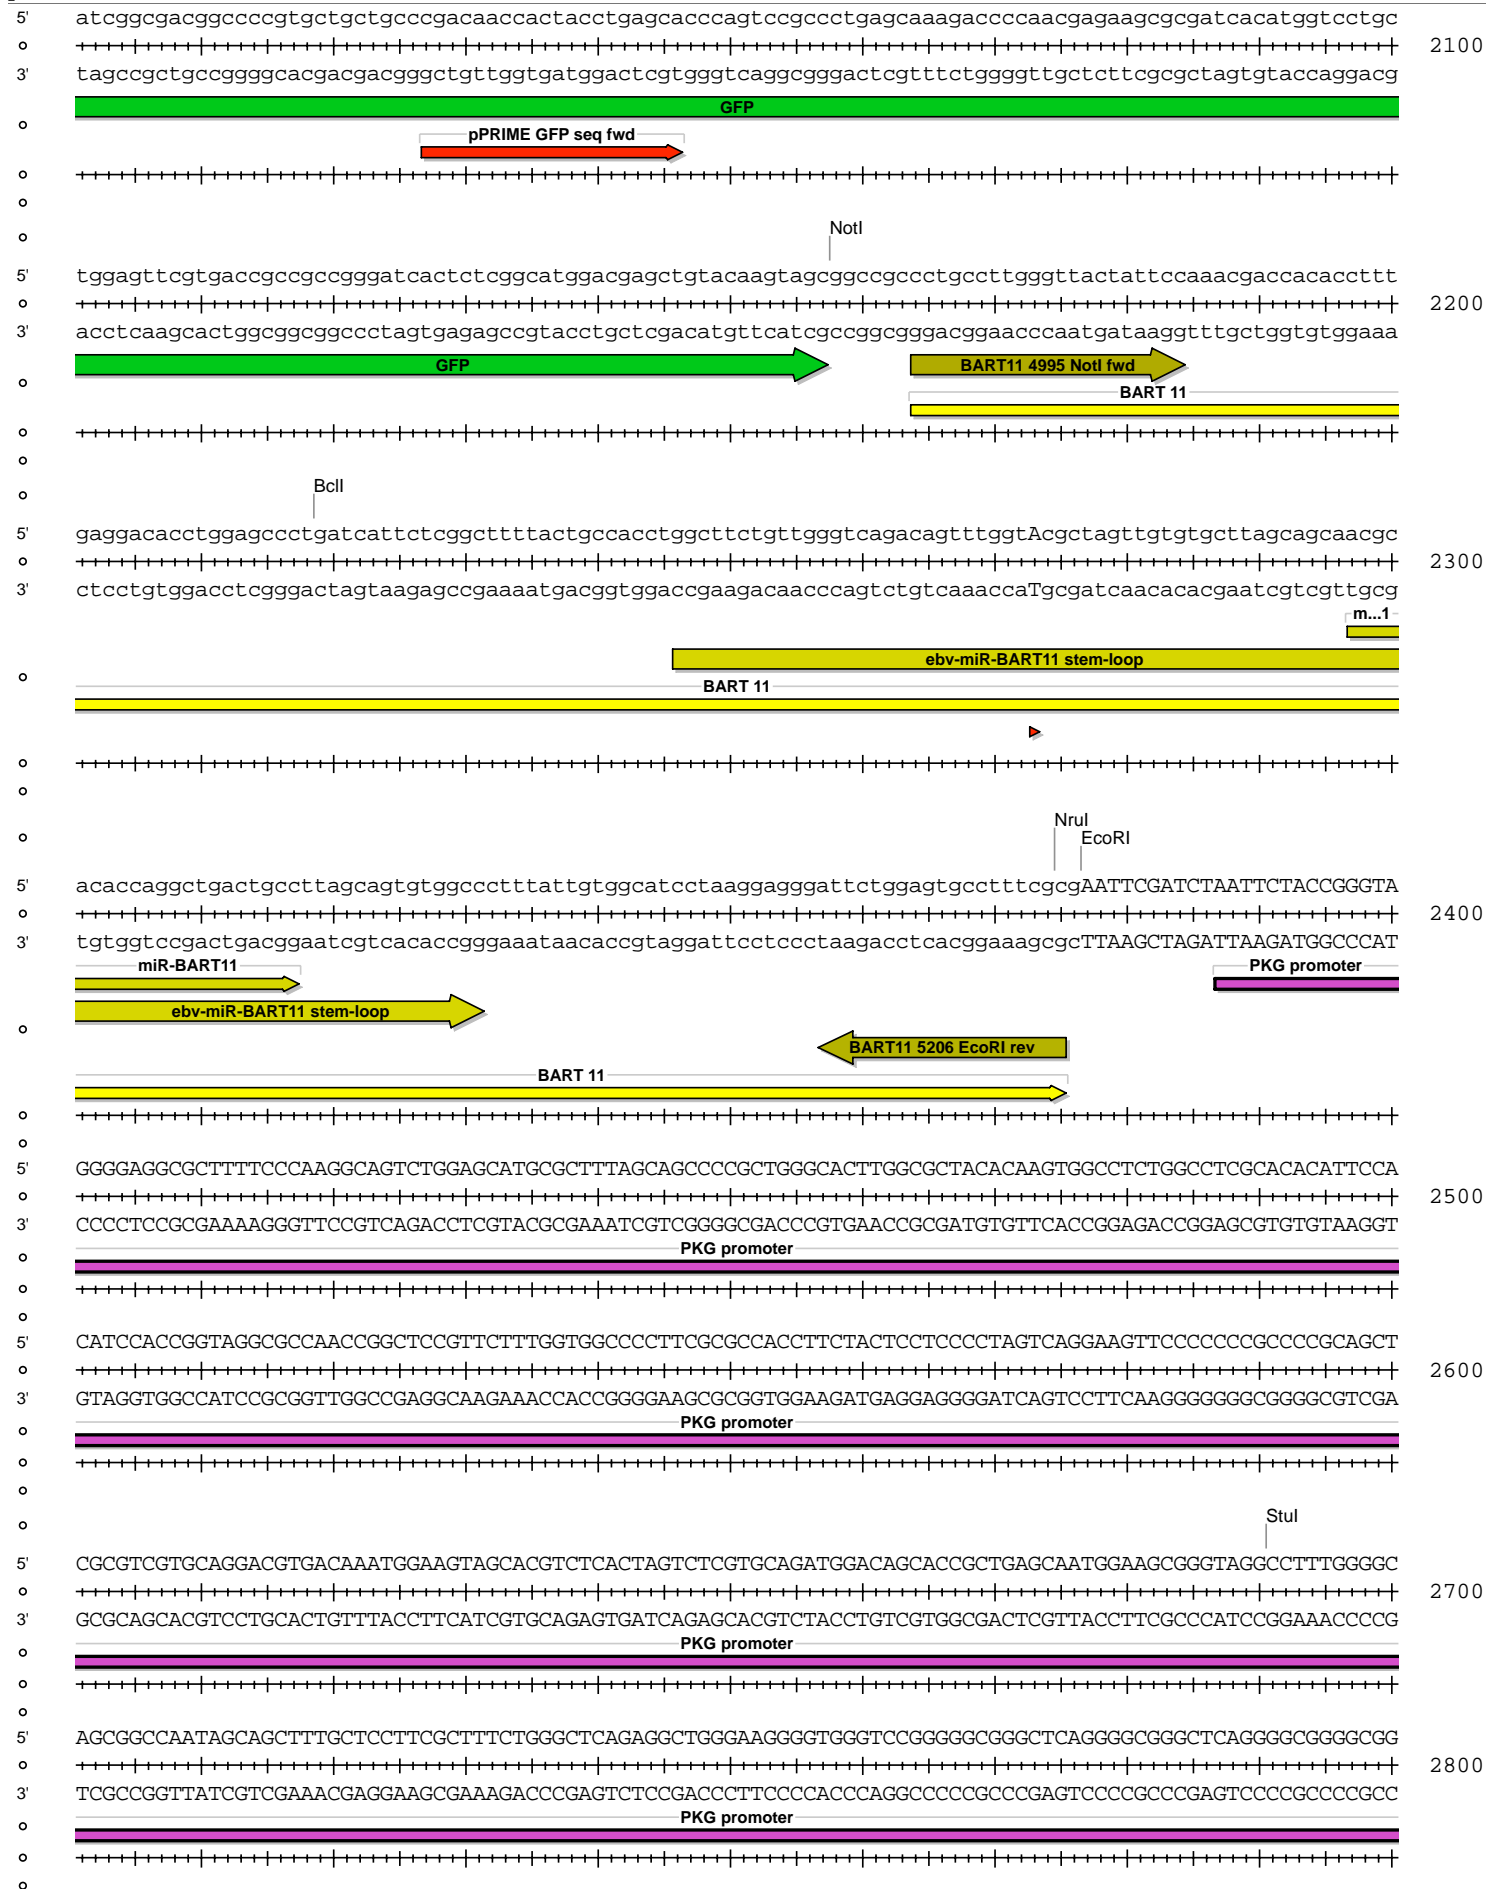 5' atcggcgacggccccgtgctgctgcccgacaaccactacctgagcacccagtccgccctgagcaaagaccccaacgagaagcgcgatcacatggtcctgc
2100
3' tagccgctgccggggcacgacgacgggctgttggtgatggactcgtgggtcaggcgggactcgtttctggggttgctcttcgcgctagtgtaccaggacg
GFP
pPRIME GFP seq fwd
NotI
5' tggagttcgtgaccgccgccgggatcactctcggcatggacgagctgtacaagtagcggccgccctgccttgggttactattccaaacgaccacaccttt
2200
3' acctcaagcactggcggcggccctagtgagagccgtacctgctcgacatgttcatcgccggcgggacggaacccaatgataaggtttgctggtgtggaaa
GFP
BART11 4995 NotI fwd
BART 11
BclI
5' gaggacacctggagccctgatcattctcggcttttactgccacctggcttctgttgggtcagacagtttggtAcgctagttgtgtgcttagcagcaacgc
2300
3' ctcctgtggacctcgggactagtaagagccgaaaatgacggtggaccgaagacaacccagtctgtcaaaccaTgcgatcaacacacgaatcgtcgttgcg
m...1
ebv-miR-BART11 stem-loop
BART 11
NruI
EcoRI
5' acaccaggctgactgccttagcagtgtggccctttattgtggcatcctaaggagggattctggagtgcctttcgcgAATTCGATCTAATTCTACCGGGTA
2400
3' tgtggtccgactgacggaatcgtcacaccgggaaataacaccgtaggattcctccctaagacctcacggaaagcgcTTAAGCTAGATTAAGATGGCCCAT
miR-BART11
PKG promoter
ebv-miR-BART11 stem-loop
BART11 5206 EcoRI rev
BART 11
5' GGGGAGGCGCTTTTCCCAAGGCAGTCTGGAGCATGCGCTTTAGCAGCCCCGCTGGGCACTTGGCGCTACACAAGTGGCCTCTGGCCTCGCACACATTCCA
2500
3' CCCCTCCGCGAAAAGGGTTCCGTCAGACCTCGTACGCGAAATCGTCGGGGCGACCCGTGAACCGCGATGTGTTCACCGGAGACCGGAGCGTGTGTAAGGT
PKG promoter
5' CATCCACCGGTAGGCGCCAACCGGCTCCGTTCTTTGGTGGCCCCTTCGCGCCACCTTCTACTCCTCCCCTAGTCAGGAAGTTCCCCCCCGCCCCGCAGCT
2600
3' GTAGGTGGCCATCCGCGGTTGGCCGAGGCAAGAAACCACCGGGGAAGCGCGGTGGAAGATGAGGAGGGGATCAGTCCTTCAAGGGGGGGCGGGGCGTCGA
PKG promoter
StuI
5' CGCGTCGTGCAGGACGTGACAAATGGAAGTAGCACGTCTCACTAGTCTCGTGCAGATGGACAGCACCGCTGAGCAATGGAAGCGGGTAGGCCTTTGGGGC
2700
3' GCGCAGCACGTCCTGCACTGTTTACCTTCATCGTGCAGAGTGATCAGAGCACGTCTACCTGTCGTGGCGACTCGTTACCTTCGCCCATCCGGAAACCCCG
PKG promoter
5' AGCGGCCAATAGCAGCTTTGCTCCTTCGCTTTCTGGGCTCAGAGGCTGGGAAGGGGTGGGTCCGGGGGCGGGCTCAGGGGCGGGCTCAGGGGCGGGGCGG
2800
3' TCGCCGGTTATCGTCGAAACGAGGAAGCGAAAGACCCGAGTCTCCGACCCTTCCCCACCCAGGCCCCCGCCCGAGTCCCCGCCCGAGTCCCCGCCCCGCC
PKG promoter